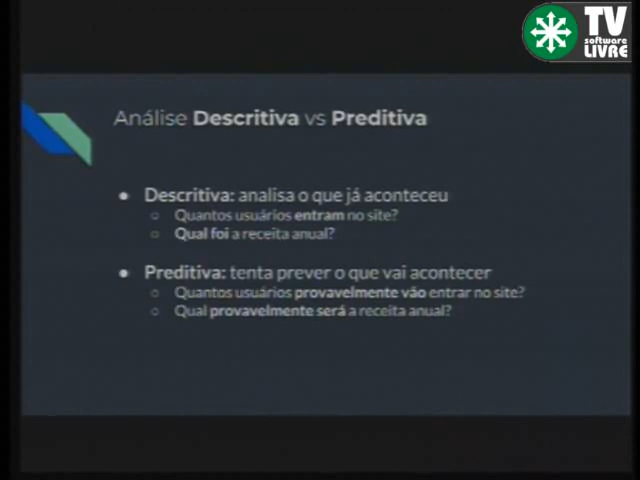 TV
software
LIVRE
Análise Descritiva vs Preditiva
Descritiva: analisa o que já aconteceu
Quantos usuários entram no site?
Qual foi a receita anual?
Preditiva: tenta prever o que vai acontecer
Quantos usuários provavelmente vão entrar no site?
Qual provavelmente será a receita anual?